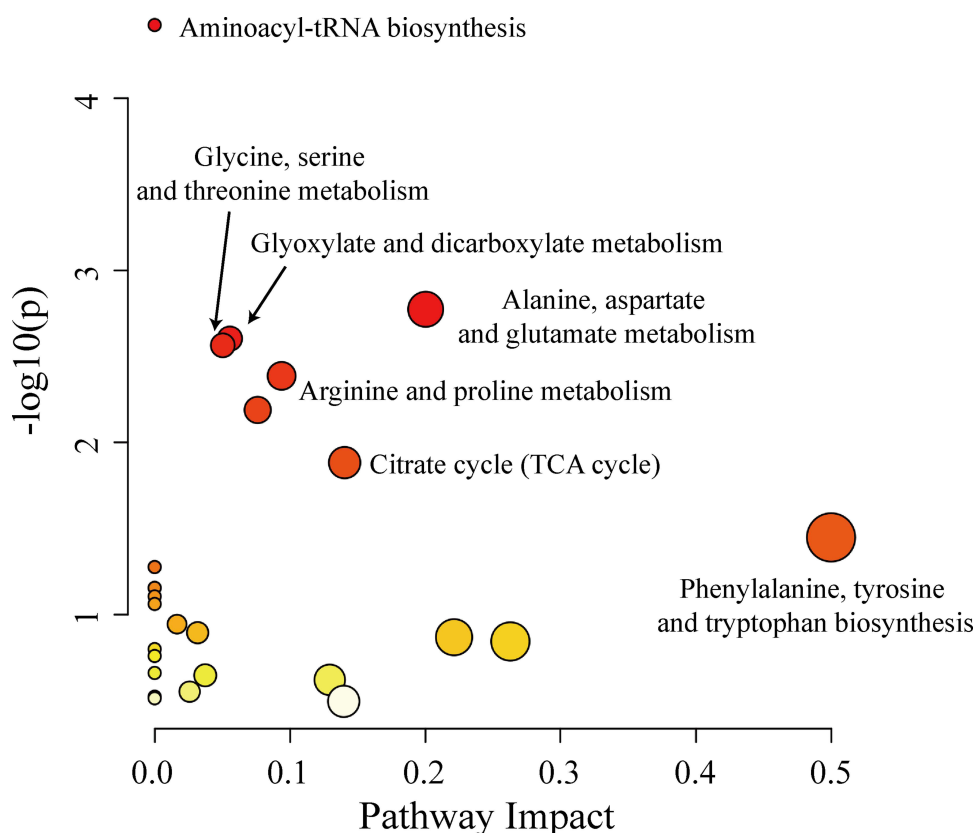 Aminoacyl-tRNA biosynthesis
4
Glycine, serine
and threonine metabolism
Glyoxylate and dicarboxylate metabolism
3
Alanine, aspartate
and glutamate metabolism
-log10(p)
Arginine and proline metabolism
2
Citrate cycle (TCA cycle)
Phenylalanine, tyrosine
and tryptophan biosynthesis
1
0.0 0.1 0.2 0.3 0.4 0.5
Pathway Impact